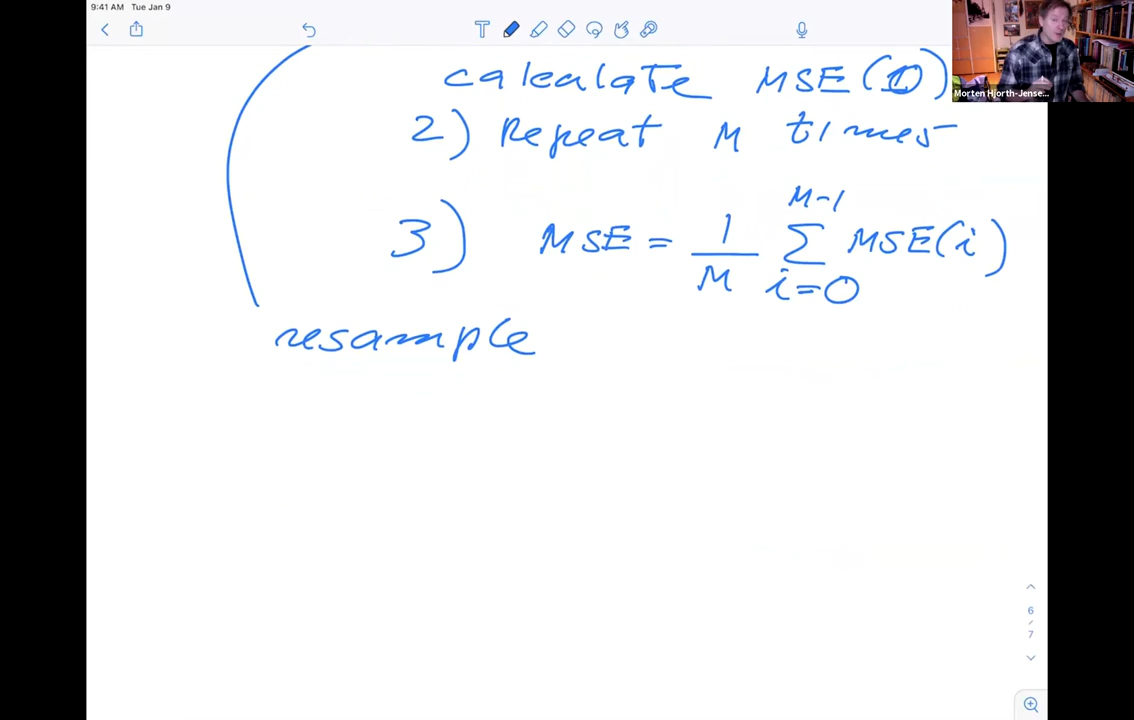 9:41 AM Tue Jan 9
calculate MSE(0)
Morten Hjorth-Jense...
2) Repeat M times
3) MSE = 1/M ∑_{i=0}^{M-1} MSE(i)
resample
6
/
7